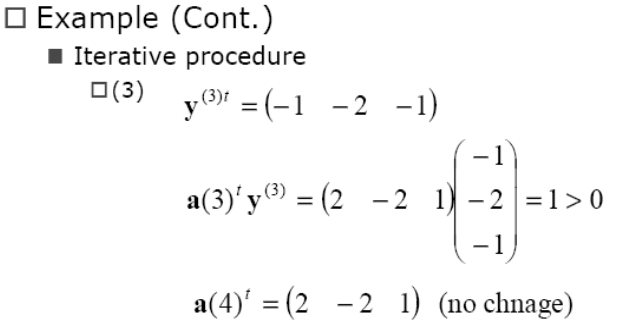 □ Example (Cont.)
■ Iterative procedure
□(3) y^(3)t = (−1 −2 −1)
a(3)^t y^(3) = (2 −2 1) (−1 −2 −1) = 1 > 0
a(4)^t = (2 −2 1) (no chnage)